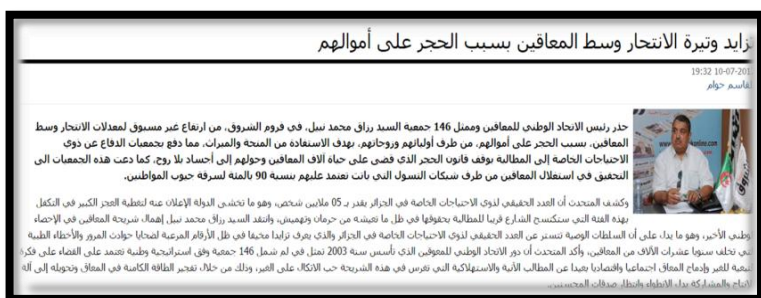 تزايد وتيرة الانتحار وسط المعاقين بسبب الحجر على أموالهم
19:32 10-07-201
بلقاسم حوام
حذر رئيس الاتحاد الوطني للمعاقين وممثل 146 جمعية السيد رزاق محمد نبيل، في فروم الشروق، من ارتفاع غير مسبوق لمعدلات الانتحار وسط
المعاقين، بسبب الحجر على أموالهم، من طرف أوليائهم وزوجاتهم، بهدف الاستفادة من المنحة والميراث، مما دفع بجمعيات الدفاع عن ذوي
الاحتياجات الخاصة إلى المطالبة بوقف قانون الحجر الذي قضى على حياة آلاف المعاقين وحولهم إلى أجساد بلا روح، كما دعت هذه الجمعيات الى
التحقيق في استغلال المعاقين من طرف شبكات التسول التي باتت تعتمد عليهم بنسبة 90 بالمئة لسرقة جيوب المواطنين.
وكشف المتحدث أن العدد الحقيقي لذوي الاحتياجات الخاصة في الجزائر يقدر بـ 05 ملايين شخص، وهو ما تخشى الدولة الإعلان عنه لتغطية العجز الكبير في التكفل
بهذه الفئة التي ستكتسح الشارع قريبا للمطالبة بحقوقها في ظل ما تعيشه من حرمان وتهميش، وانتقد السيد رزاق محمد نبيل إهمال شريحة المعاقين في الإحصاء
الوطني الأخير، وهو ما يدل على أن السلطات الوصية تتستر عن العدد الحقيقي لذوي الاحتياجات الخاصة في الجزائر والذي يعرف تزايدا مخيفا في ظل الأرقام المرعبة لضحايا حوادث المرور والأخطاء الطبية
التي تخلف سنويا عشرات الآلاف من المعاقين، وأكد المتحدث أن دور الاتحاد الوطني للمعوقين الذي تأسس سنة 2003 تمثل في لم شمل 146 جمعية وفق استراتيجية وطنية تعتمد على القضاء على فكرة
التبعية للغير وإدماج المعاق اجتماعيا واقتصاديا بعيدا عن المطالب الآنية والاستهلاكية التي تغرس في هذه الشريحة حب الاتكال على الغير، وذلك من خلال تفجير الطاقة الكامنة في المعاق وتحويله إلى آلة
للإنتاج والمشاركة بدل الانطواء وانتظار صدقات المحسنين.